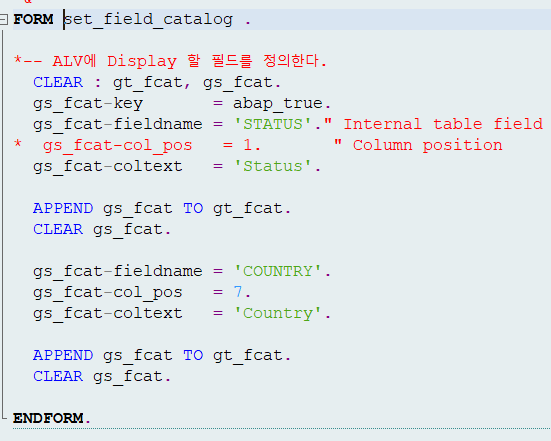 FORM set_field_catalog .
*-- ALV에 Display 할 필드를 정의한다.
CLEAR : gt_fcat, gs_fcat.
gs_fcat-key       = abap_true.
gs_fcat-fieldname = 'STATUS'." Internal table field
*  gs_fcat-col_pos   = 1.       " Column position
gs_fcat-coltext   = 'Status'.
APPEND gs_fcat TO gt_fcat.
CLEAR gs_fcat.
gs_fcat-fieldname = 'COUNTRY'.
gs_fcat-col_pos   = 7.
gs_fcat-coltext   = 'Country'.
APPEND gs_fcat TO gt_fcat.
CLEAR gs_fcat.
ENDFORM.